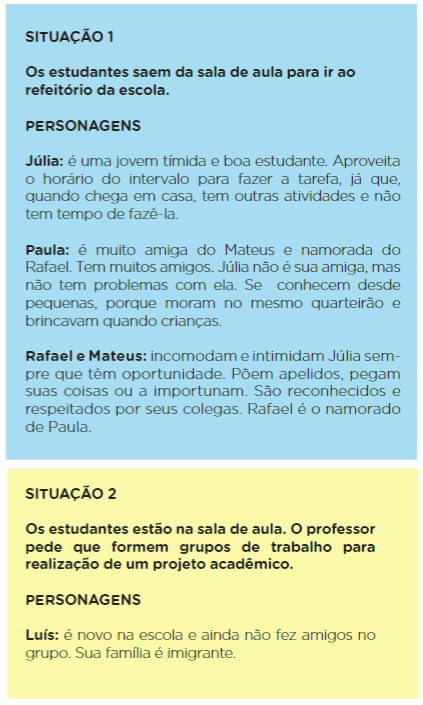 SITUAÇÃO 1
Os estudantes saem da sala de aula para ir ao
refeitório da escola.
PERSONAGENS
Júlia: é uma jovem tímida e boa estudante. Aproveita
o horário do intervalo para fazer a tarefa, já que,
quando chega em casa, tem outras atividades e não
tem tempo de fazê-la.
Paula: é muito amiga do Mateus e namorada do
Rafael. Tem muitos amigos. Júlia não é sua amiga, mas
não tem problemas com ela. Se conhecem desde
pequenas, porque moram no mesmo quarteirão e
brincavam quando crianças.
Rafael e Mateus: incomodam e intimidam Júlia sem-
pre que têm oportunidade. Põem apelidos, pegam
suas coisas ou a importunam. São reconhecidos e
respeitados por seus colegas. Rafael é o namorado
de Paula.
SITUAÇÃO 2
Os estudantes estão na sala de aula. O professor
pede que formem grupos de trabalho para
realização de um projeto acadêmico.
PERSONAGENS
Luís: é novo na escola e ainda não fez amigos no
grupo. Sua família é imigrante.